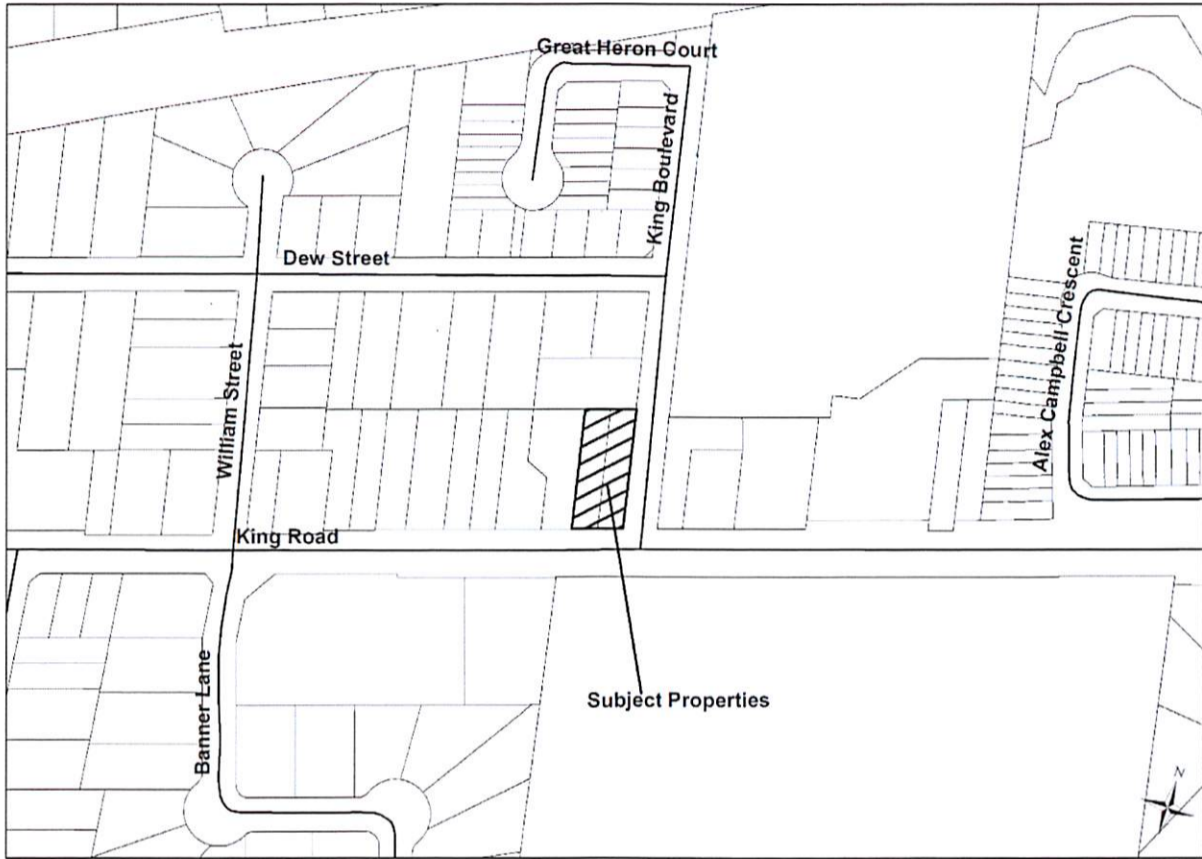 Great Heron Court
King Boulevard
Dew Street
Alex Campbell Crescent
William Street
King Road
Banner Lane
Subject Properties
N